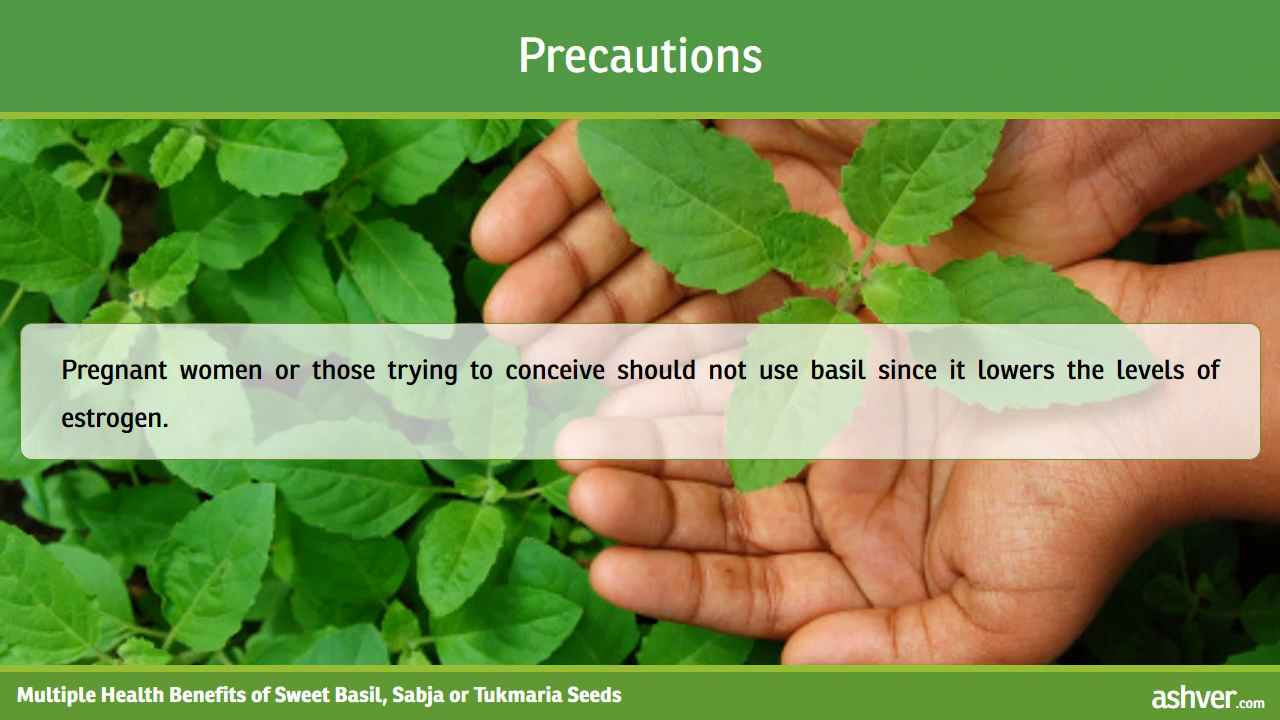 Precautions
Pregnant women or those trying to conceive should not use basil since it lowers the levels of
estrogen.
Multiple Health Benefits of Sweet Basil, Sabja or Tukmaria Seeds
ashver.com